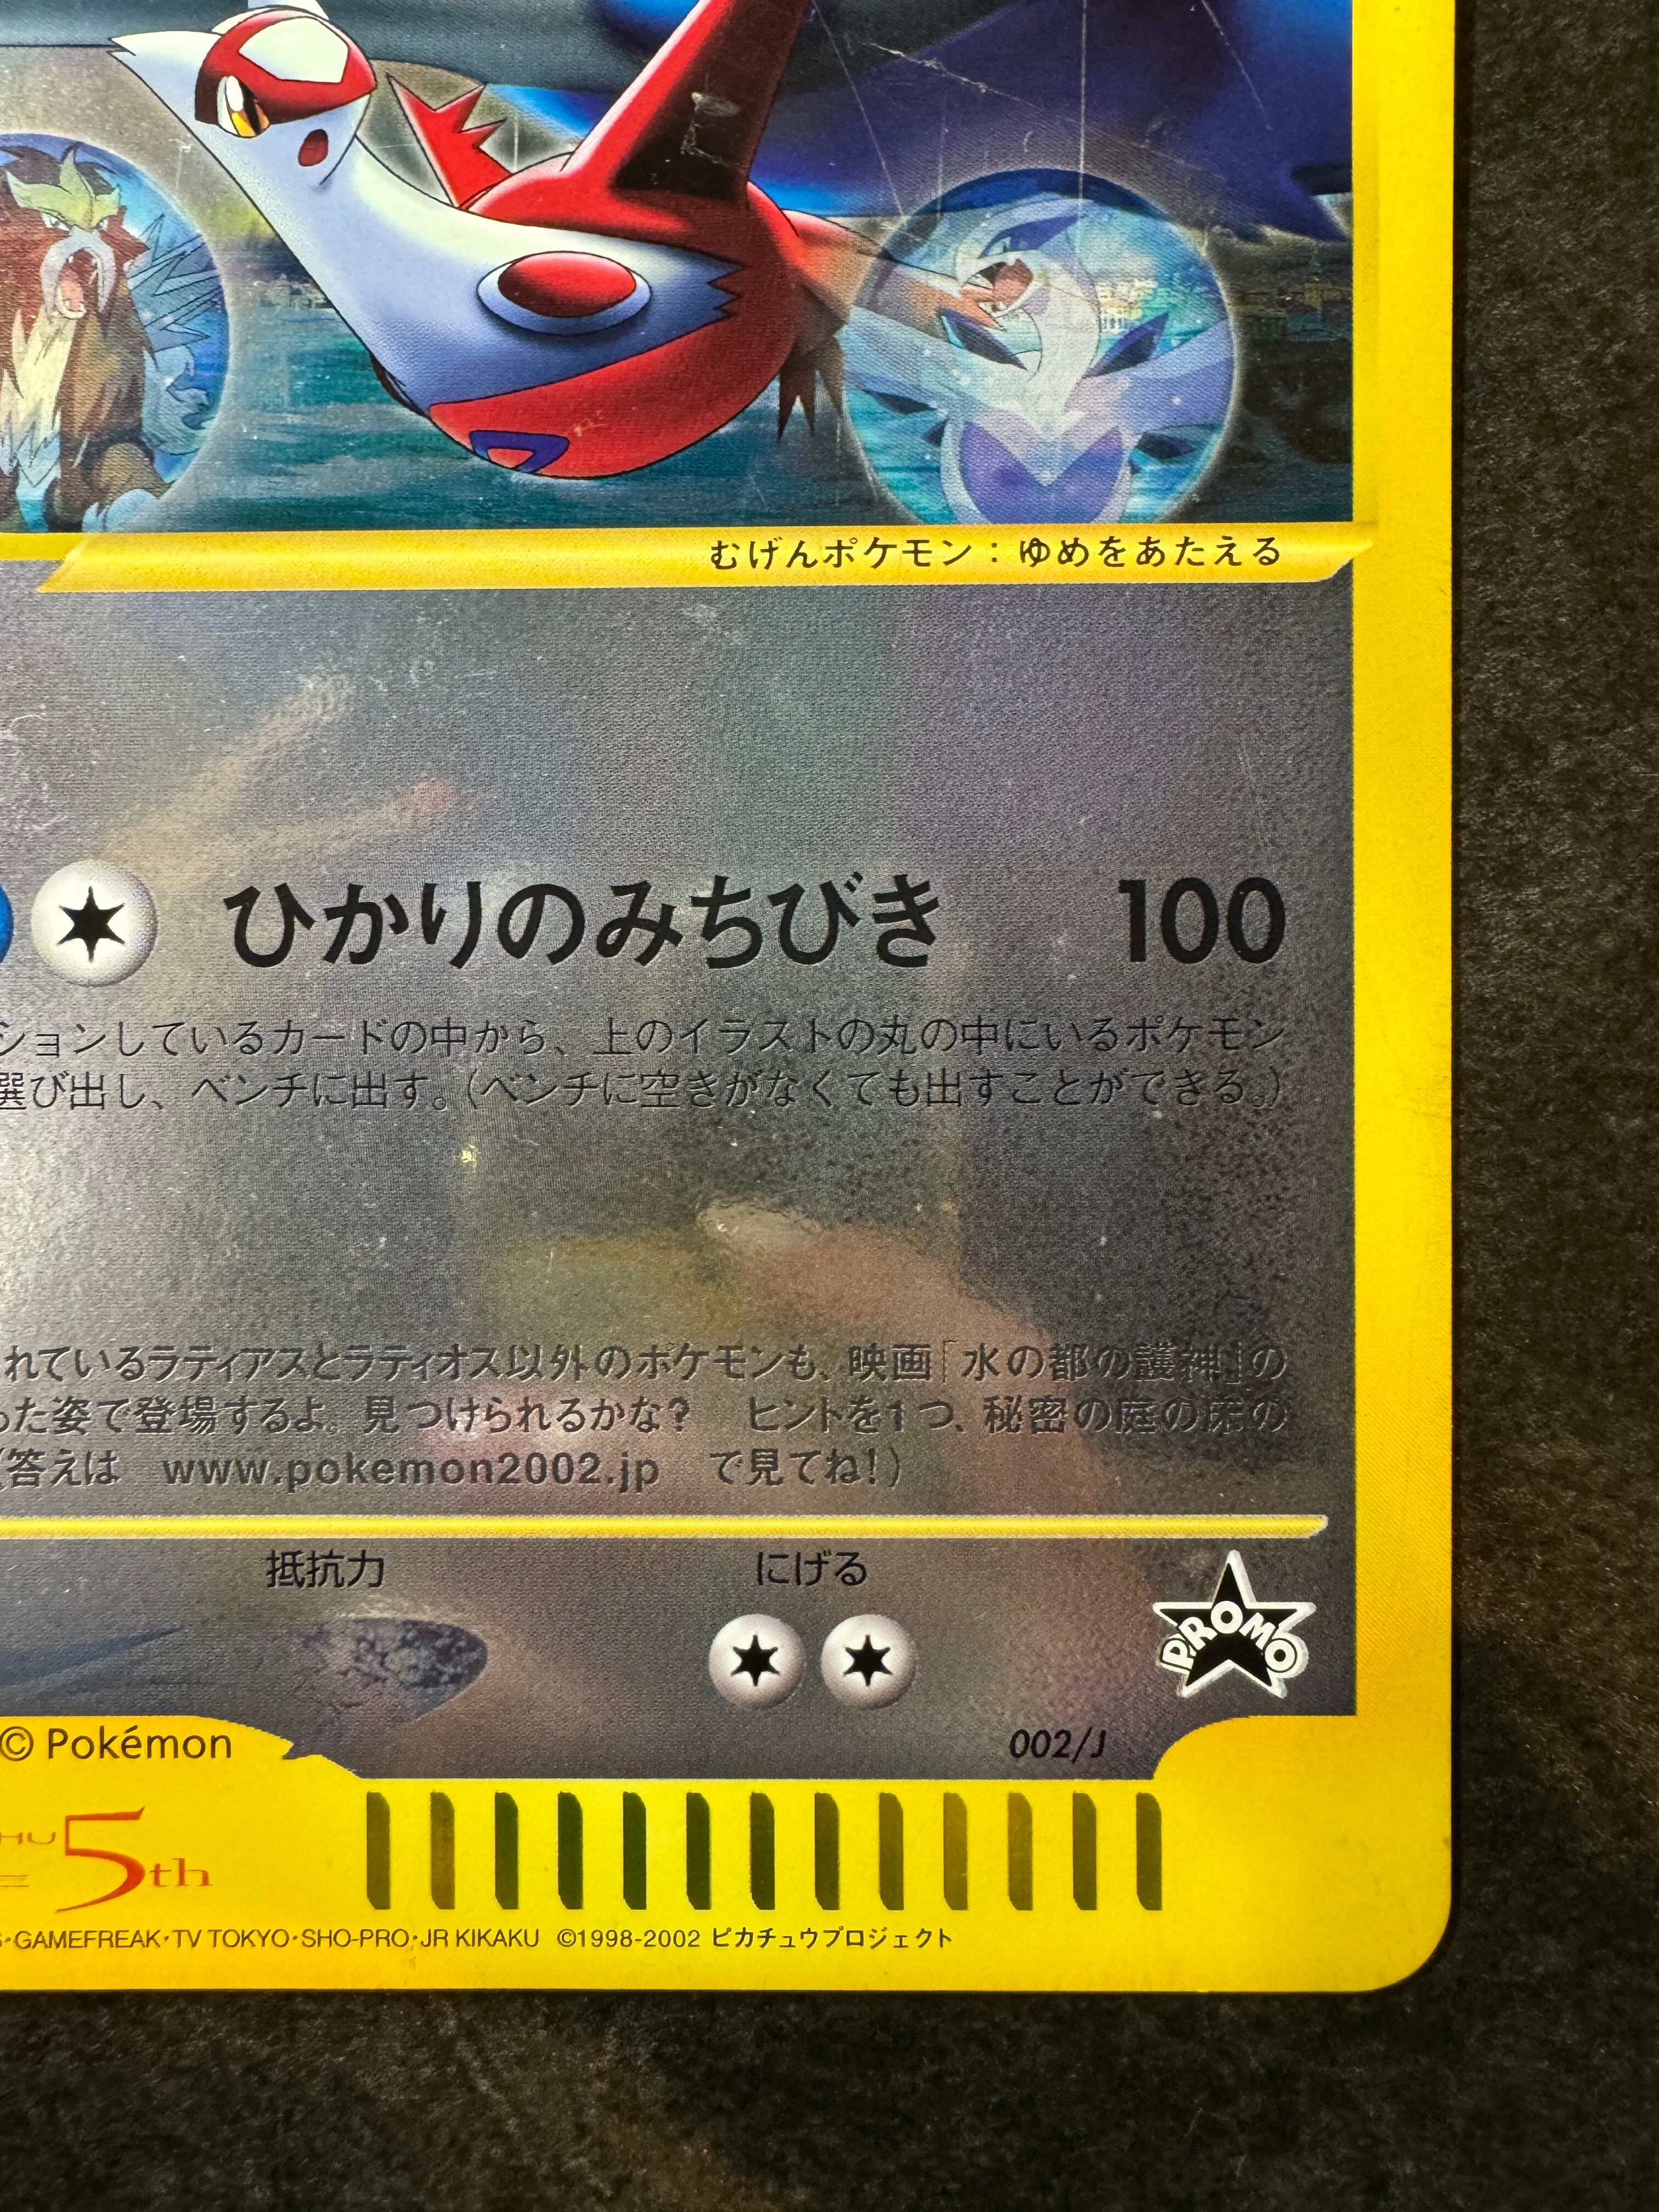 むげんポケモン：ゆめをあたえる
ひかりのみちびき 100
ションしているカードの中から、上のイラストの丸の中にいるポケモン
選び出し、ベンチに出す。（ベンチに空きがなくても出すことができる。）
れているラティアスとラティオス以外のポケモンも、映画「水の都の護神」の
った姿で登場するよ。見つけられるかな？ ヒントを1つ、秘密の庭の床の
（答えは www.pokemon2002.jp で見てね！）
抵抗力 にげる
PROMO
© Pokémon 002/J
HU 5th
GAMEFREAK・TV TOKYO・SHO-PRO・JR KIKAKU ©1998-2002 ピカチュウプロジェクト